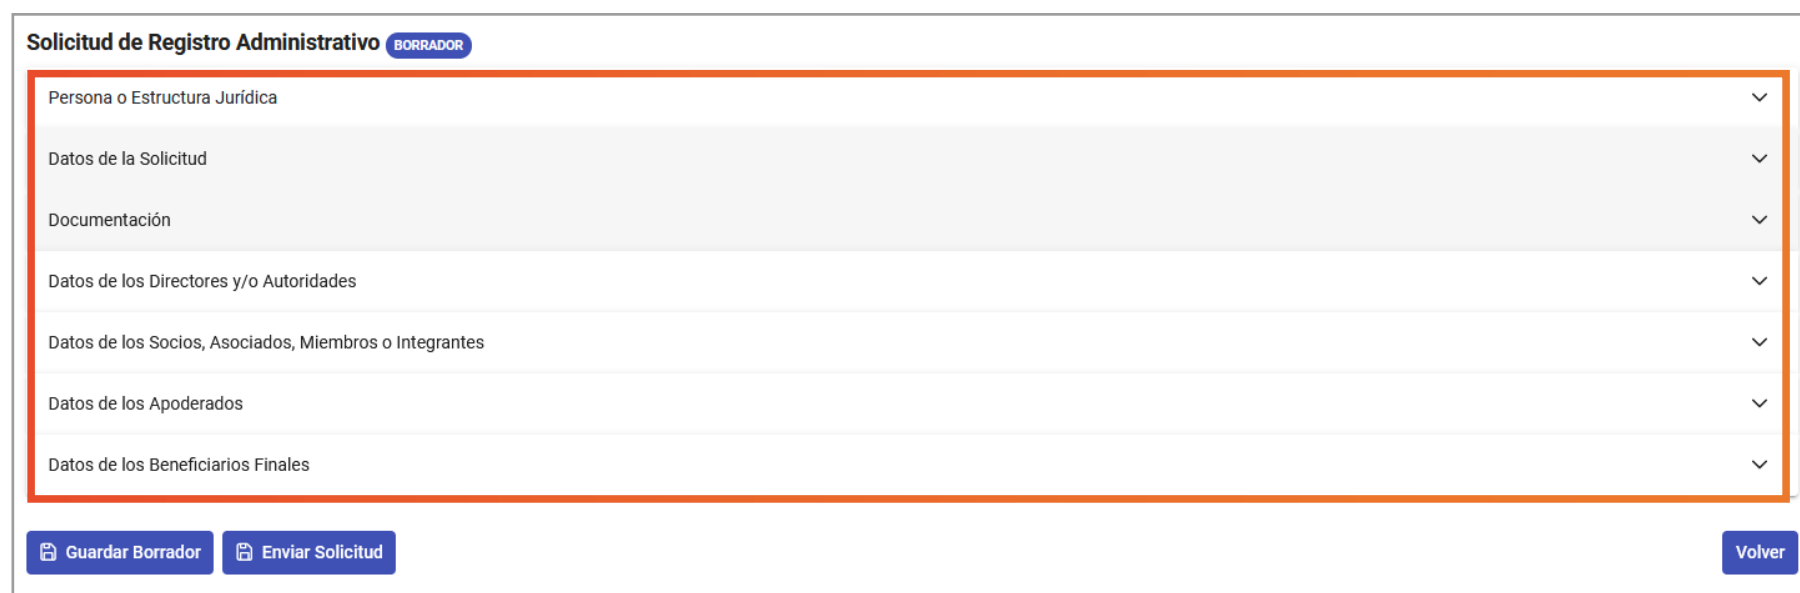 Solicitud de Registro Administrativo BORRADOR
Persona o Estructura Jurídica
Datos de la Solicitud
Documentación
Datos de los Directores y/o Autoridades
Datos de los Socios, Asociados, Miembros o Integrantes
Datos de los Apoderados
Datos de los Beneficiarios Finales
Guardar Borrador Enviar Solicitud Volver